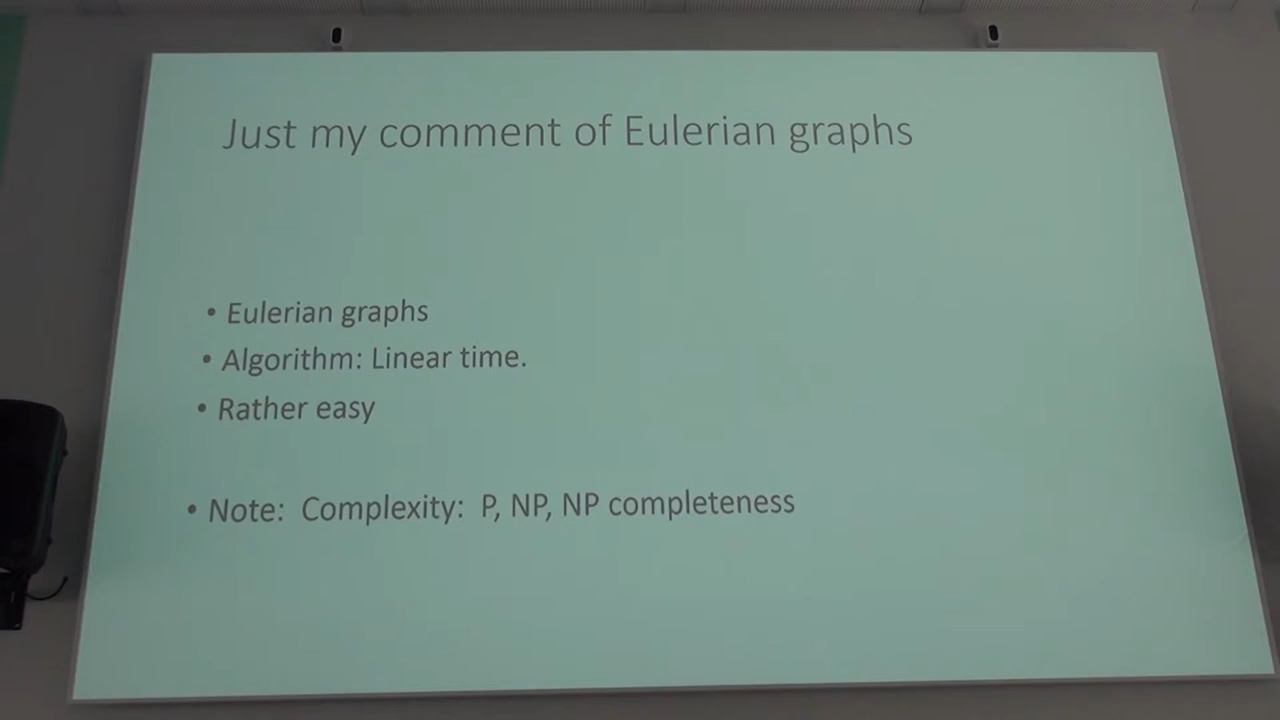 Just my comment of Eulerian graphs
• Eulerian graphs
• Algorithm: Linear time.
• Rather easy
• Note: Complexity: P, NP, NP completeness